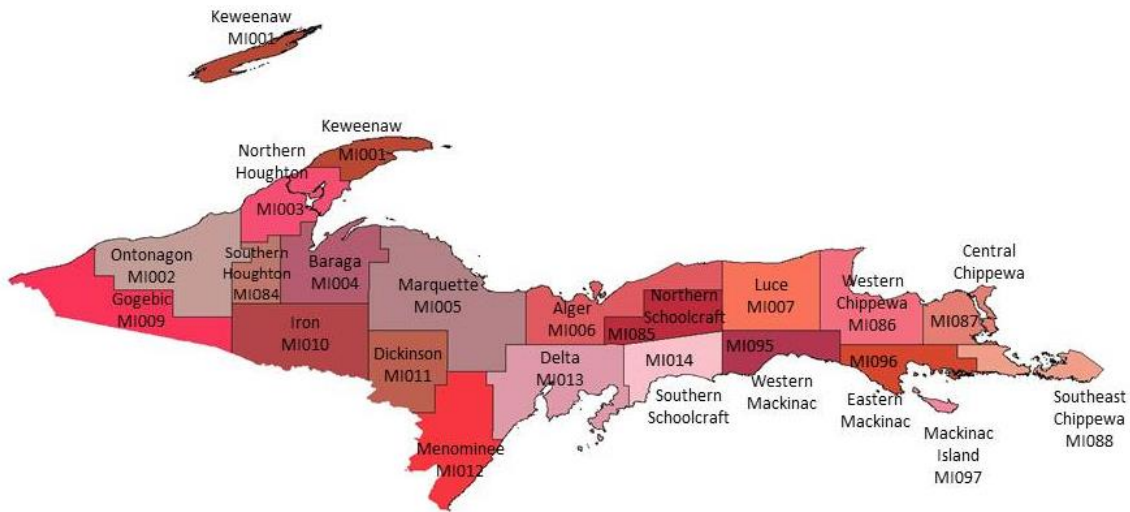 Keweenaw
MI001
Keweenaw
MI001
Northern
Houghton
MI003
Ontonagon
MI002
Southern
Houghton
MI084
Baraga
MI004
Gogebic
MI009
Marquette
MI005
Iron
MI010
Dickinson
MI011
Menominee
MI012
Alger
MI006
Delta
MI013
Northern
Schoolcraft
MI085
MI014
Southern
Schoolcraft
Luce
MI007
MI095
Western
Mackinac
Western
Chippewa
MI086
Central
Chippewa
MI087
MI096
Eastern
Mackinac
Mackinac
Island
MI097
Southeast
Chippewa
MI088